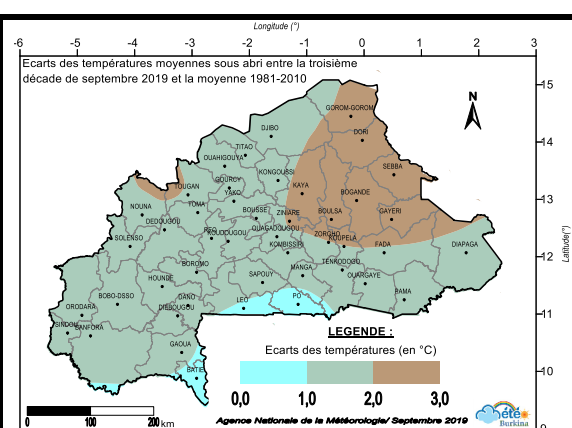 Longitude (°)
-6 -5 -4 -3 -2 -1 0 1 2 3
Ecarts des températures moyennes sous abri entre la troisième
décade de septembre 2019 et la moyenne 1981-2010
15
14
13
12
11
10
Latitude(°)
N
GOROM-GOROM
DJIBO
DORI
TITAO
OUAHIGOUYA
SEBBA
KONGOUSSI
GOURCY
TOUGAN
KAYA
YAKO
BOGANDE
NOUNA
TOMA
BOUSSE
ZINIARE
BOULSA
GAYERI
DEDOUGOU
REO
KOUDOUGOU
OUAGADOUGOU
ZORGHO
KOUPELA
SOLENSO
KOMBISSIRI
FADA
DIAPAGA
TENKODOGO
BOROMO
MANGA
HOUNDE
SAPOUY
OUARGAYE
PAMA
BOBO-DSSO
DANO
LEO
PO
ORODARA
DIEBOUGOU
SINDOU
BANFORA
GAOUA
BATIE
LEGENDE :
Ecarts des températures (en °C)
0,0 1,0 2,0 3,0
0 100 200 km
Agence Nationale de la Météorologie/ Septembre 2019
météo
Burkina